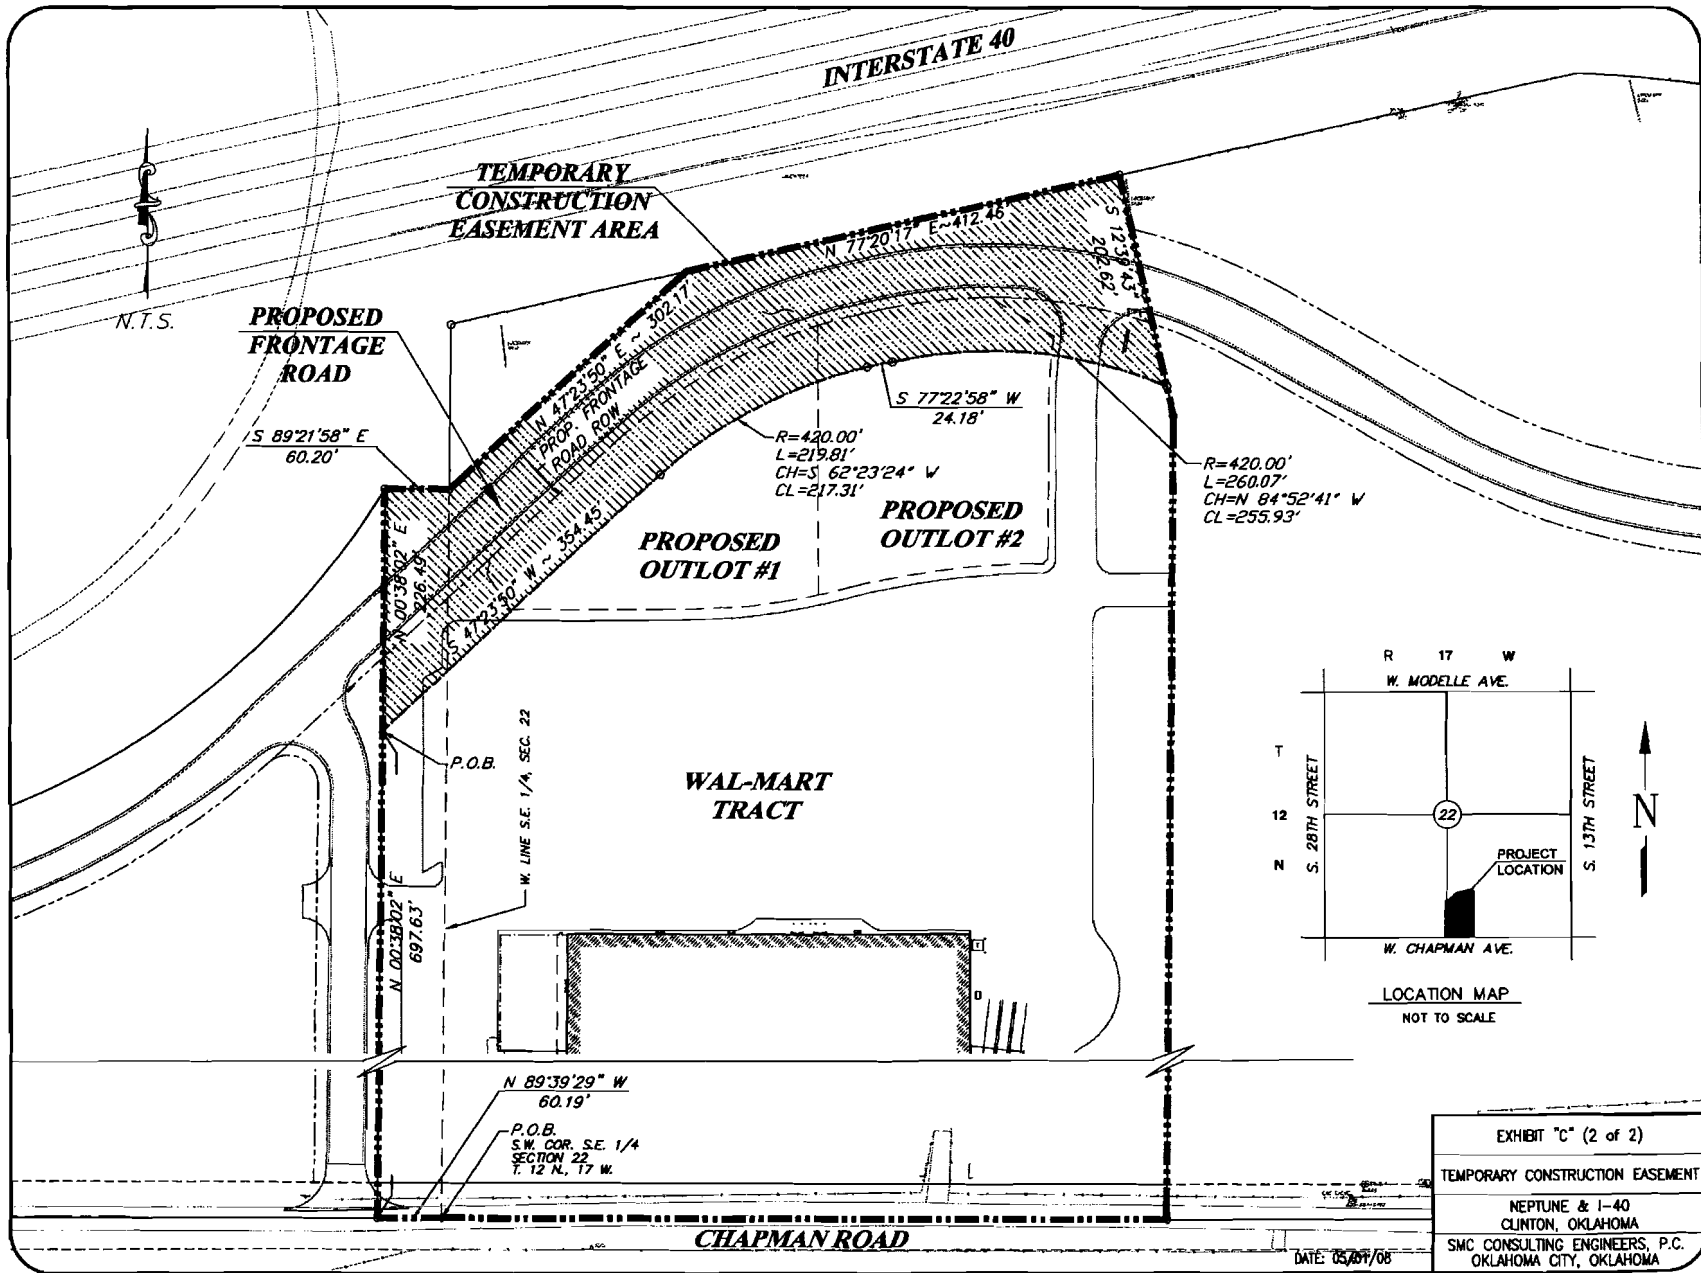 INTERSTATE 40
TEMPORARY
CONSTRUCTION
EASEMENT AREA
N.T.S.
PROPOSED
FRONTAGE
ROAD
N 77°20'17" E~412.46
S 12°39'43" E
202.62'
N 47°23'50" E ~ 302.17'
PROP. FRONTAGE
ROAD ROW
S 89°21'58" E
60.20'
S 77°22'58" W
24.18'
R=420.00'
L=219.81'
CH=S 62°23'24" W
CL=217.31'
R=420.00'
L=260.07'
CH=N 84°52'41" W
CL=255.93'
PROPOSED
OUTLOT #1
PROPOSED
OUTLOT #2
N 00°38'02" E
226.49'
S 47°23'50" W ~ 354.45'
P.O.B.
W. LINE S.E. 1/4, SEC. 22
WAL-MART
TRACT
N 00°38'02" E
697.63'
N 89°39'29" W
60.19'
P.O.B.
S.W. COR. S.E. 1/4
SECTION 22
T. 12 N., 17 W.
CHAPMAN ROAD
R 17 W
W. MODELLE AVE.
T
12
N
S. 28TH STREET
22
S. 13TH STREET
PROJECT
LOCATION
N
W. CHAPMAN AVE.
LOCATION MAP
NOT TO SCALE
EXHIBIT "C" (2 of 2)
TEMPORARY CONSTRUCTION EASEMENT
NEPTUNE & I-40
CLINTON, OKLAHOMA
SMC CONSULTING ENGINEERS, P.C.
OKLAHOMA CITY, OKLAHOMA
DATE: 05/01/08